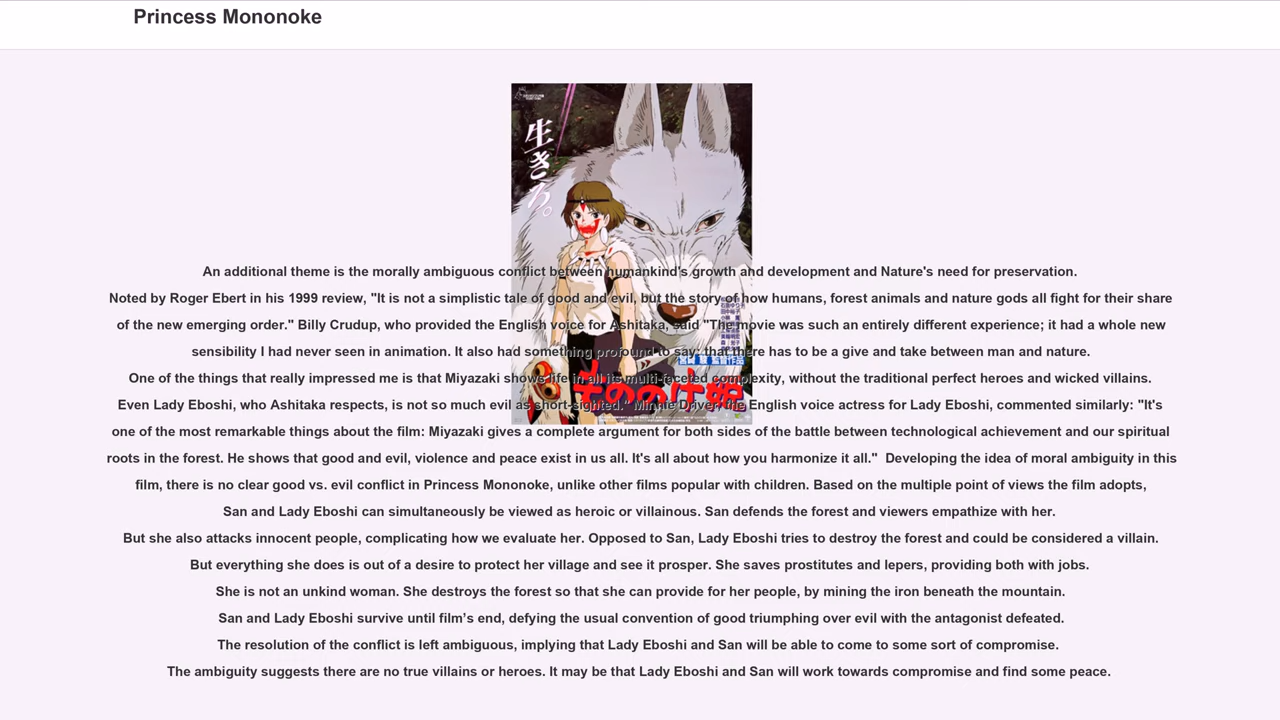 Princess Mononoke
生きろ。
An additional theme is the morally ambiguous conflict between humankind's growth and development and Nature's need for preservation.
Noted by Roger Ebert in his 1999 review, "It is not a simplistic tale of good and evil, but the story of how humans, forest animals and nature gods all fight for their share
of the new emerging order." Billy Crudup, who provided the English voice for Ashitaka, said "The movie was such an entirely different experience; it had a whole new
sensibility I had never seen in animation. It also had something profound to say: that there has to be a give and take between man and nature.
宮崎 駿 監督作品
One of the things that really impressed me is that Miyazaki shows life in all its multi-faceted complexity, without the traditional perfect heroes and wicked villains.
もののけ姫
Even Lady Eboshi, who Ashitaka respects, is not so much evil as short-sighted." Minnie Driver, the English voice actress for Lady Eboshi, commented similarly: "It's
one of the most remarkable things about the film: Miyazaki gives a complete argument for both sides of the battle between technological achievement and our spiritual
roots in the forest. He shows that good and evil, violence and peace exist in us all. It's all about how you harmonize it all."  Developing the idea of moral ambiguity in this
film, there is no clear good vs. evil conflict in Princess Mononoke, unlike other films popular with children. Based on the multiple point of views the film adopts,
San and Lady Eboshi can simultaneously be viewed as heroic or villainous. San defends the forest and viewers empathize with her.
But she also attacks innocent people, complicating how we evaluate her. Opposed to San, Lady Eboshi tries to destroy the forest and could be considered a villain.
But everything she does is out of a desire to protect her village and see it prosper. She saves prostitutes and lepers, providing both with jobs.
She is not an unkind woman. She destroys the forest so that she can provide for her people, by mining the iron beneath the mountain.
San and Lady Eboshi survive until film’s end, defying the usual convention of good triumphing over evil with the antagonist defeated.
The resolution of the conflict is left ambiguous, implying that Lady Eboshi and San will be able to come to some sort of compromise.
The ambiguity suggests there are no true villains or heroes. It may be that Lady Eboshi and San will work towards compromise and find some peace.